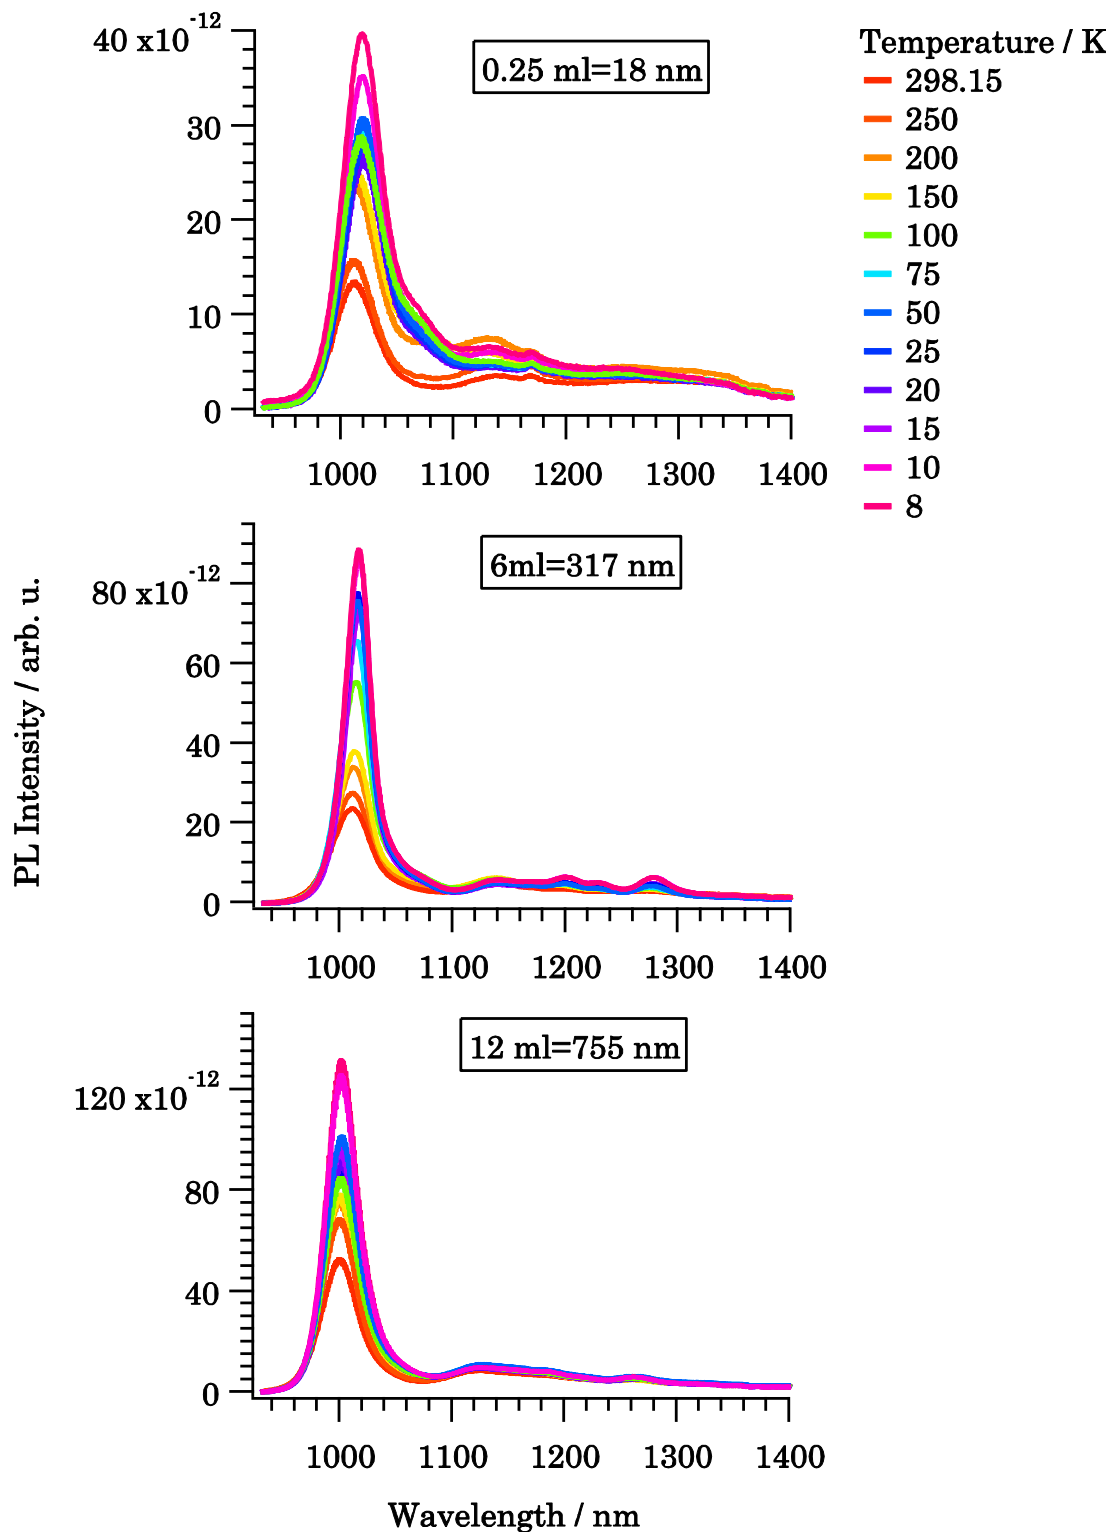 40 x10-12
30
20
10
0
1000 1100 1200 1300 1400
0.25 ml=18 nm
Temperature / K
298.15
250
200
150
100
75
50
25
20
15
10
8
80 x10-12
60
40
20
0
1000 1100 1200 1300 1400
6ml=317 nm
PL Intensity / arb. u.
120 x10-12
80
40
0
1000 1100 1200 1300 1400
12 ml=755 nm
Wavelength / nm